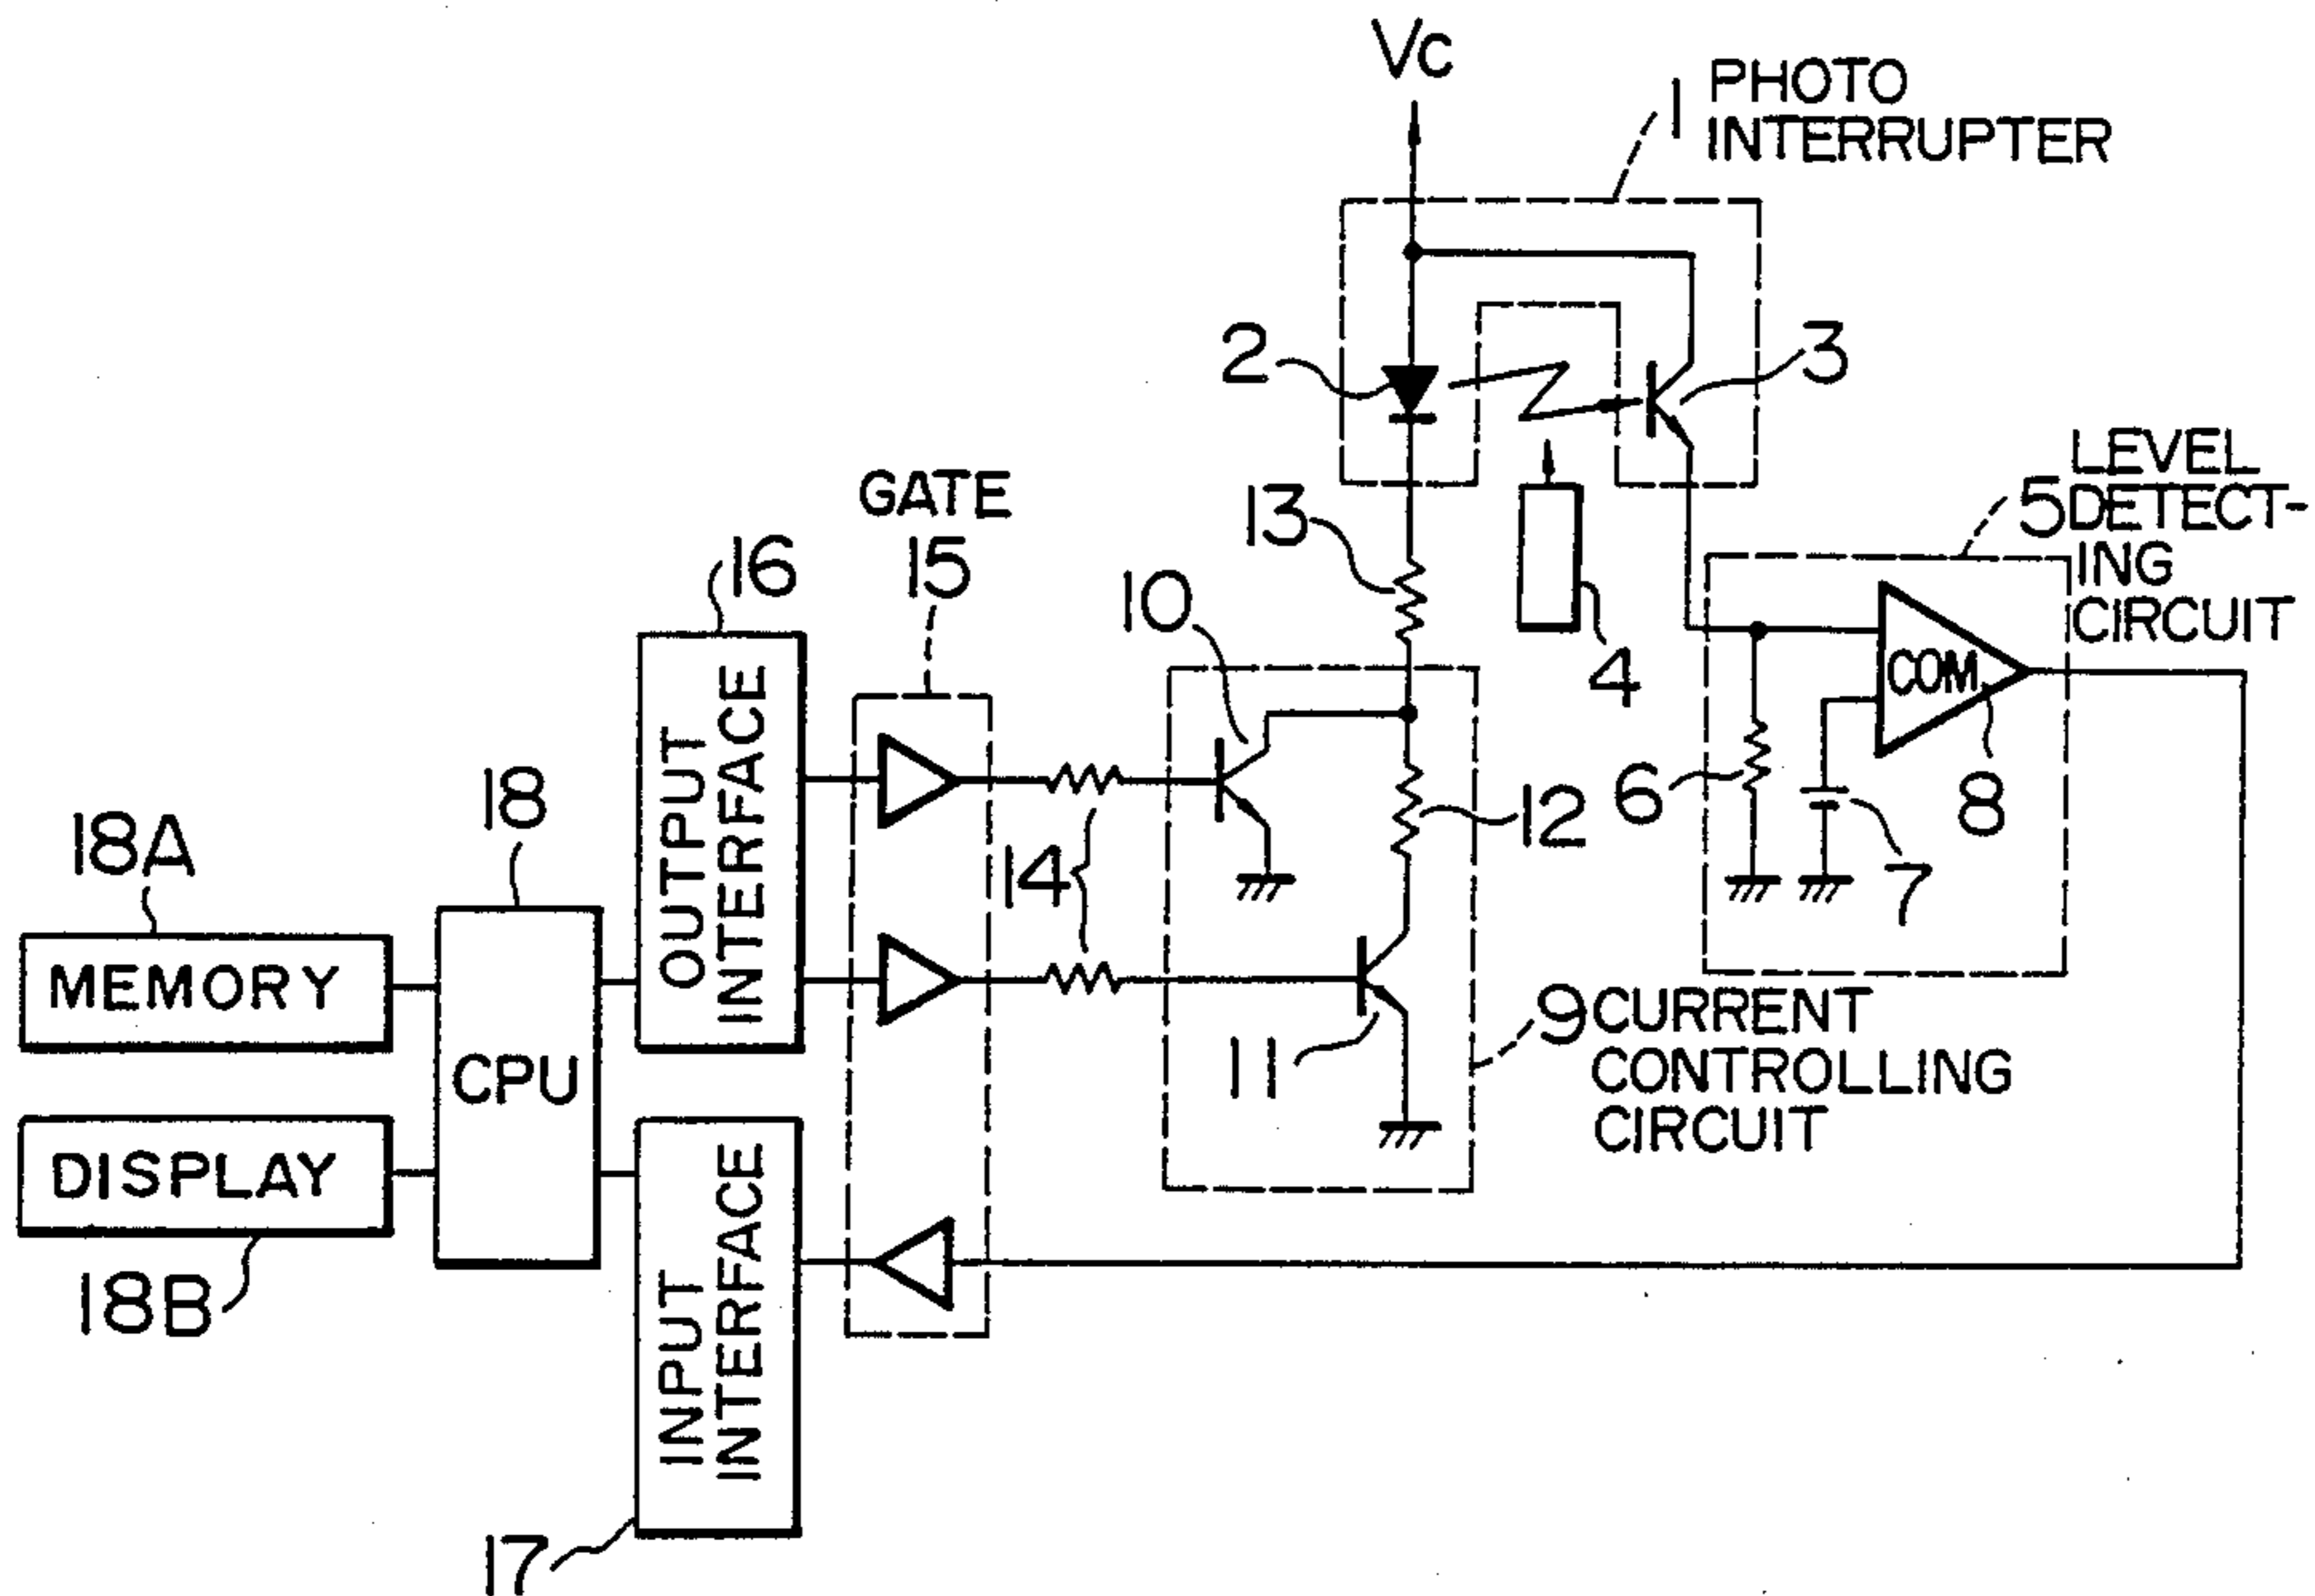 Vc
1 PHOTO
INTERRUPTER
2
3
LEVEL
5 DETECT-
ING
CIRCUIT
13
GATE
15
16
10
4
COM
OUTPUT
INTERFACE
18
12
6
8
7
18A
14
MEMORY
CPU
9 CURRENT
CONTROLLING
CIRCUIT
11
DISPLAY
18B
INPUT
INTERFACE
17